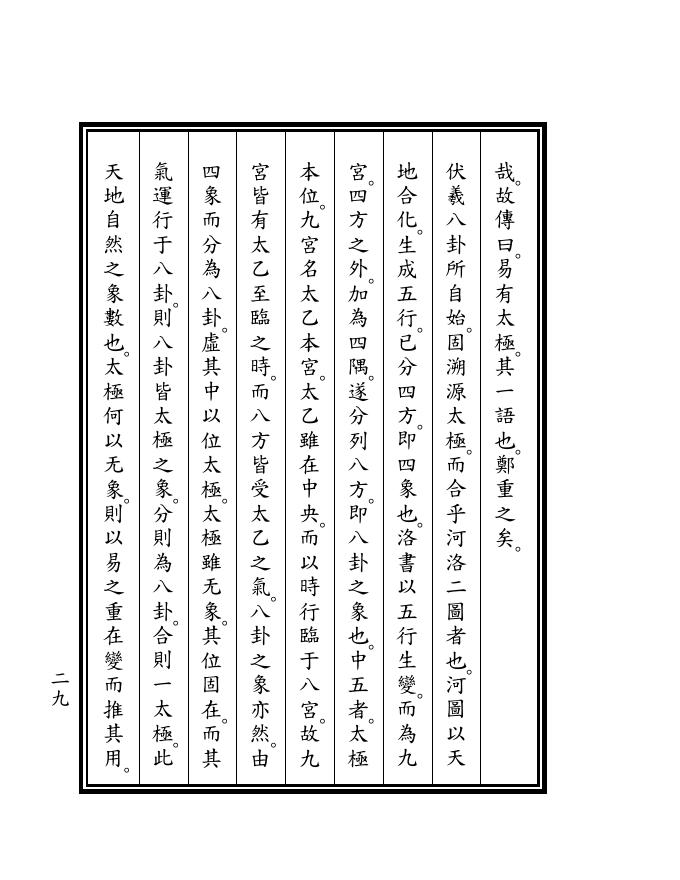 哉。故傳曰。易有太極。其一語也。鄭重之矣。
伏羲八卦所自始。固溯源太極。而合乎河洛二圖者也。河圖以天
地合化。生成五行。已分四方。即四象也。洛書以五行生變。而為九
宮。四方之外。加為四隅。遂分列八方。即八卦之象也。中五者。太極
本位。九宮名太乙本宮。太乙雖在中央。而以時行臨于八宮。故九
宮皆有太乙至臨之時。而八方皆受太乙之氣。八卦之象亦然。由
四象而分為八卦。虛其中以位太極。太極雖无象。其位固在。而其
氣運行于八卦。則八卦皆太極之象。分則為八卦。合則一太極。此
天地自然之象數也。太極何以无象。則以易之重在變而推其用。
二九